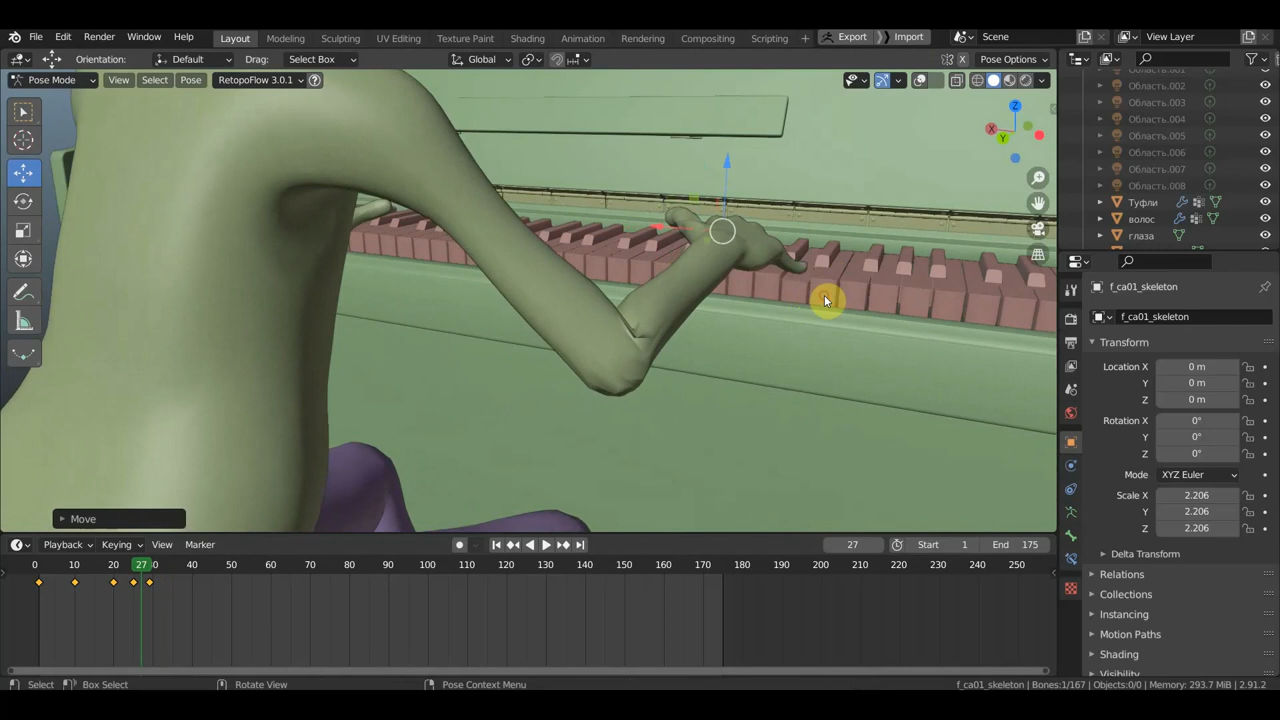 File Edit Render Window Help Layout Modeling Sculpting UV Editing Texture Paint Shading Animation Rendering Compositing Scripting + Export Import Scene View Layer
Orientation: Default Drag: Select Box Global
Pose Mode View Select Pose RetopoFlow 3.0.1 X Pose Options
Область.002
Область.003
Область.004
Область.005
Область.006
Область.007
Область.008
Туфли
волос
глаза
Z
X
Y
f_ca01_skeleton
f_ca01_skeleton
Transform
Location X 0 m
Y 0 m
Z 0 m
Rotation X 0°
Y 0°
Z 0°
Mode XYZ Euler
Scale X 2.206
Y 2.206
Z 2.206
Delta Transform
Relations
Collections
Instancing
Motion Paths
Shading
Visibility
Move
Playback Keying View Marker 27 Start 1 End 175
0 10 20 27 40 50 60 70 80 90 100 110 120 130 140 150 160 170 180 190 200 210 220 230 240 250
Select Box Select Rotate View Pose Context Menu f_ca01_skeleton | Bones:1/167 | Objects:0/0 | Memory: 293.7 MiB | 2.91.2